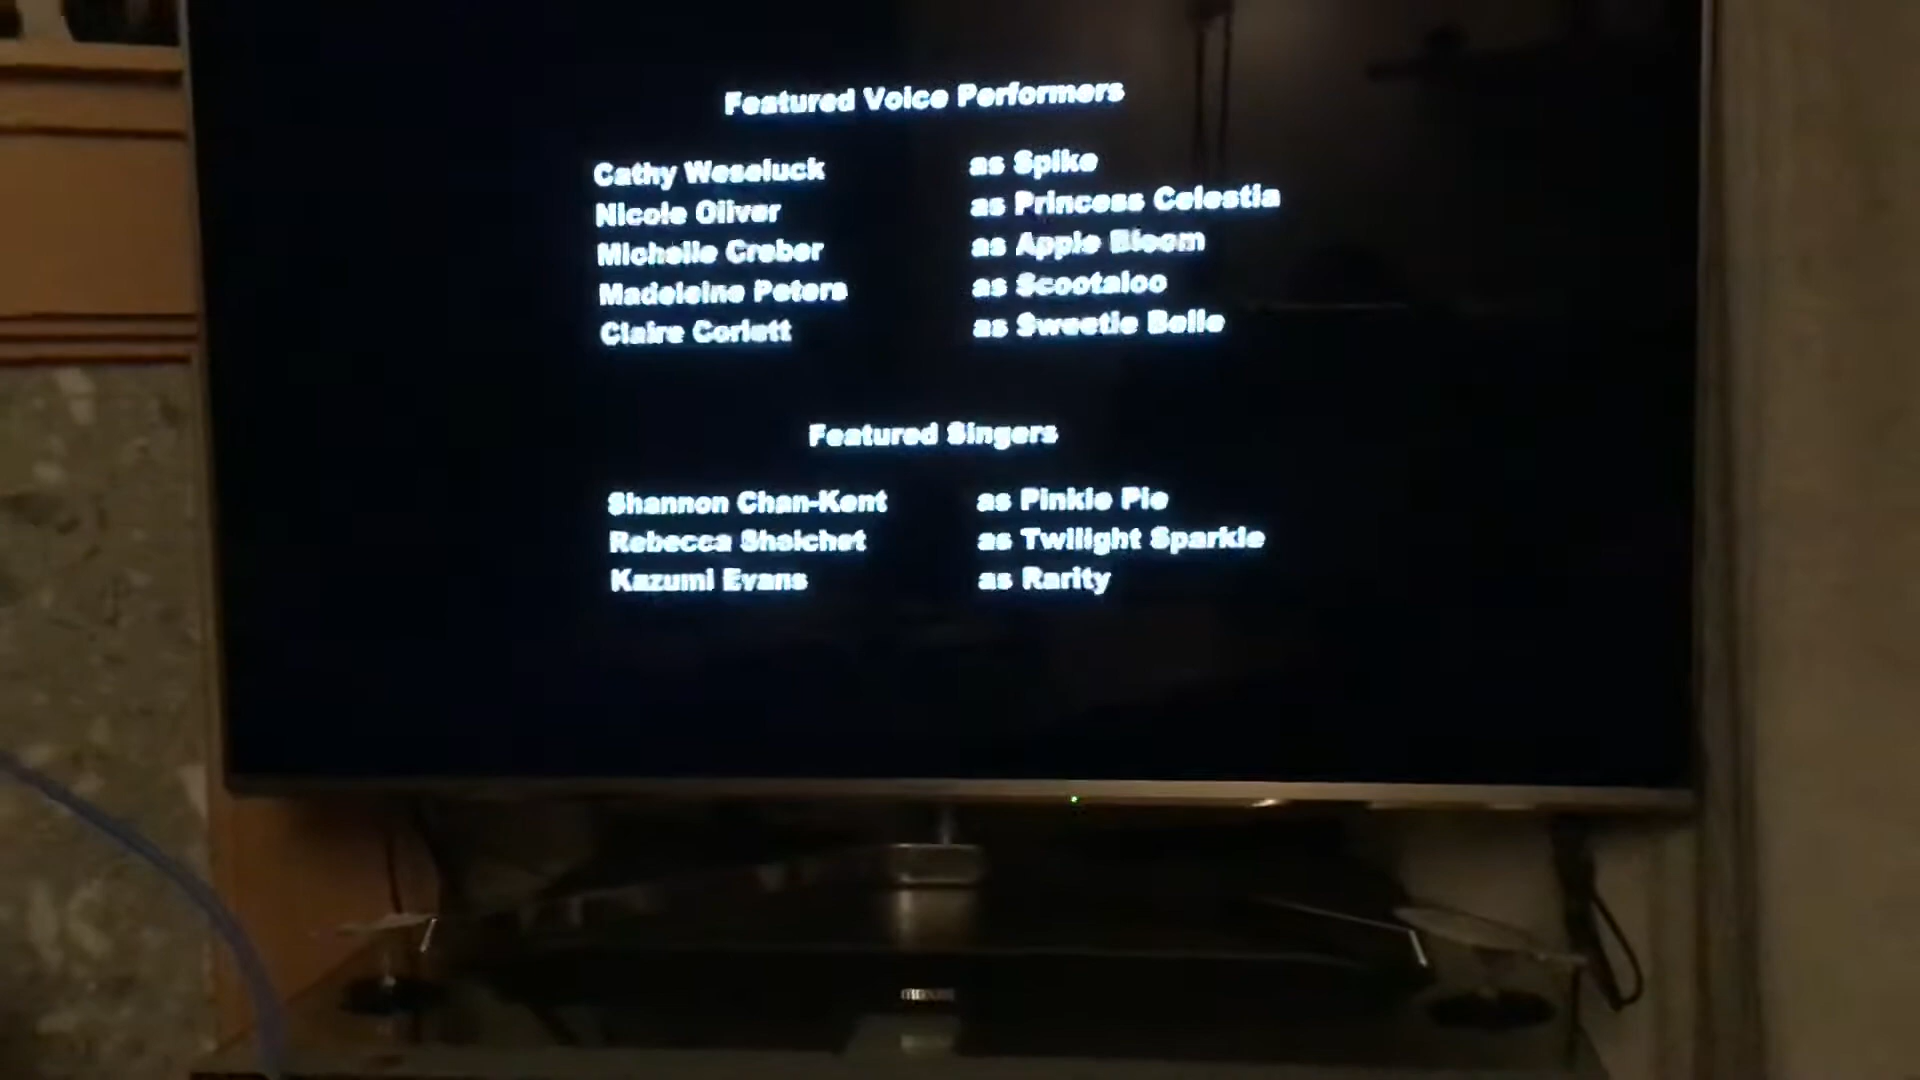 Featured Voice Performers
Cathy Weseluck as Spike
Nicole Oliver as Princess Celestia
Michelle Creber as Apple Bloom
Madeleine Peters as Scootaloo
Claire Corlett as Sweetie Belle
Featured Singers
Shannon Chan-Kent as Pinkie Pie
Rebecca Shoichet as Twilight Sparkle
Kazumi Evans as Rarity